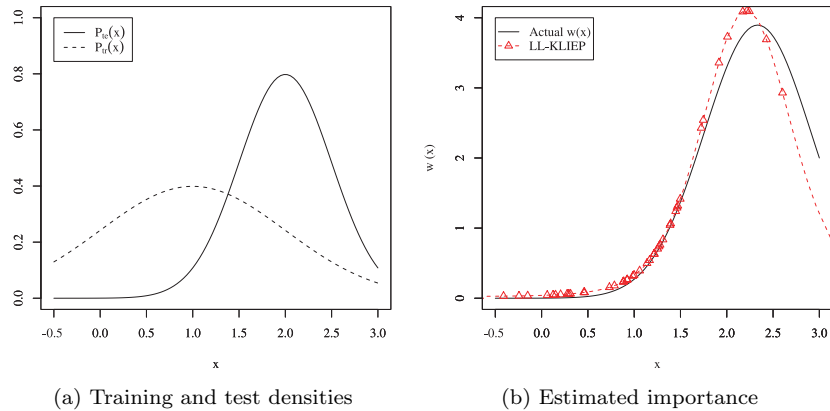 1.0
0.8
0.6
0.4
0.2
0.0
Pte(x)
Ptr(x)
-0.5 0.0 0.5 1.0 1.5 2.0 2.5 3.0
x
(a) Training and test densities
4
3
2
1
0
w (x)
Actual w(x)
LL-KLIEP
-0.5 0.0 0.5 1.0 1.5 2.0 2.5 3.0
x
(b) Estimated importance